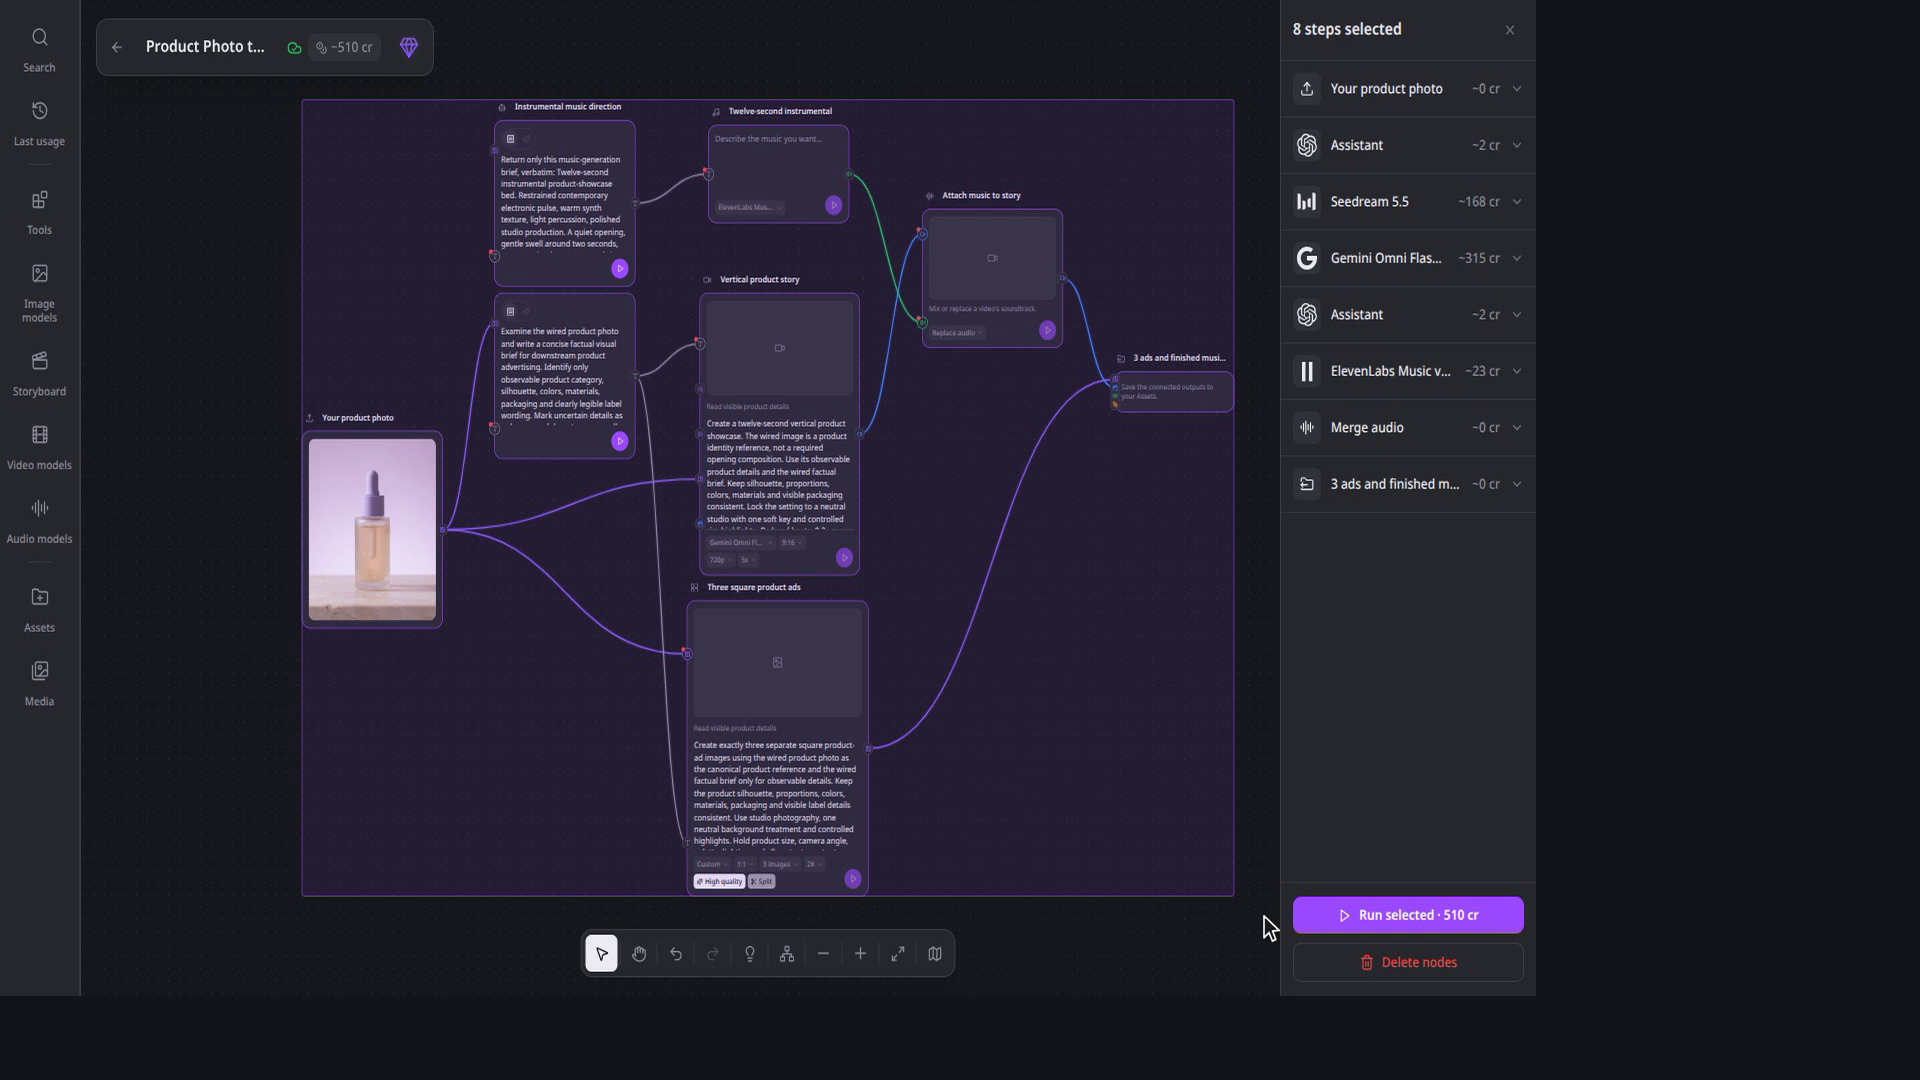 Search
Last usage
Tools
Image models
Storyboard
Video models
Audio models
Assets
Media
Product Photo t...
~510 cr
Instrumental music direction
Return only this music-generation
brief, verbatim: Twelve-second
instrumental product-showcase
bed. Restrained contemporary
electronic pulse, warm synth
texture, light percussion, polished
studio production. A quiet opening,
gentle swell around two seconds,
Twelve-second instrumental
Describe the music you want...
ElevenLabs Mus...
Attach music to story
Mix or replace a video's soundtrack.
Replace audio
Examine the wired product photo
and write a concise factual visual
brief for downstream product
advertising. Identify only
observable product category,
silhouette, colors, materials,
packaging and clearly legible label
wording. Mark uncertain details as
Your product photo
Vertical product story
Read visible product details
Create a twelve-second vertical product
showcase. The wired image is a product
identity reference, not a required
opening composition. Use its observable
product details and the wired factual
brief. Keep silhouette, proportions,
colors, materials and visible packaging
consistent. Lock the setting to a neutral
studio with one soft key and controlled
Gemini Omni Fl...
9:16
720p
5s
3 ads and finished musi...
Save the connected outputs to
your Assets.
Three square product ads
Read visible product details
Create exactly three separate square product-
ad images using the wired product photo as
the canonical product reference and the wired
factual brief only for observable details. Keep
the product silhouette, proportions, colors,
materials, packaging and visible label details
consistent. Use studio photography, one
neutral background treatment and controlled
highlights. Hold product size, camera angle,
Custom
1:1
3 images
2K
High quality
Split
8 steps selected
Your product photo
~0 cr
Assistant
~2 cr
Seedream 5.5
~168 cr
Gemini Omni Flas...
~315 cr
Assistant
~2 cr
ElevenLabs Music v...
~23 cr
Merge audio
~0 cr
3 ads and finished m...
~0 cr
Run selected · 510 cr
Delete nodes